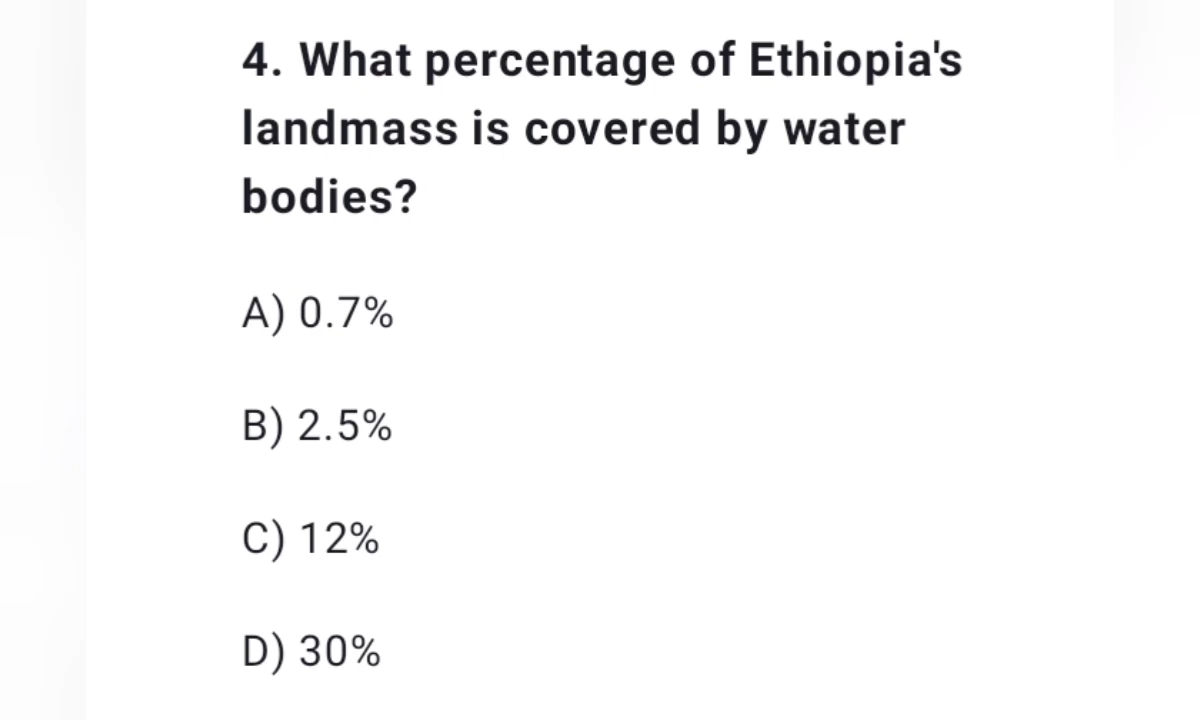 4. What percentage of Ethiopia's
landmass is covered by water
bodies?
A) 0.7%
B) 2.5%
C) 12%
D) 30%